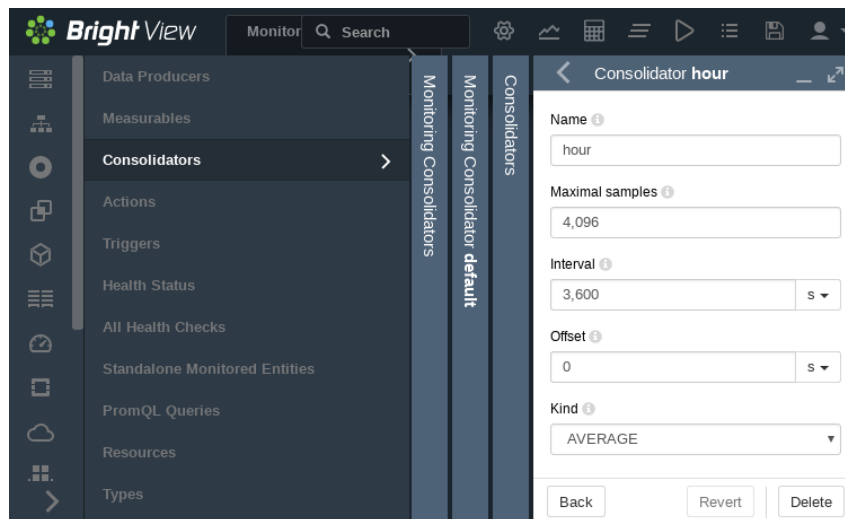 Bright View
Monitor
Search
Data Producers
Measurables
Consolidators
Actions
Triggers
Health Status
All Health Checks
Standalone Monitored Entities
PromQL Queries
Resources
Types
Monitoring Consolidators
Monitoring Consolidator default
Consolidators
Consolidator hour
Name
hour
Maximal samples
4,096
Interval
3,600
s
Offset
0
s
Kind
AVERAGE
Back
Revert
Delete